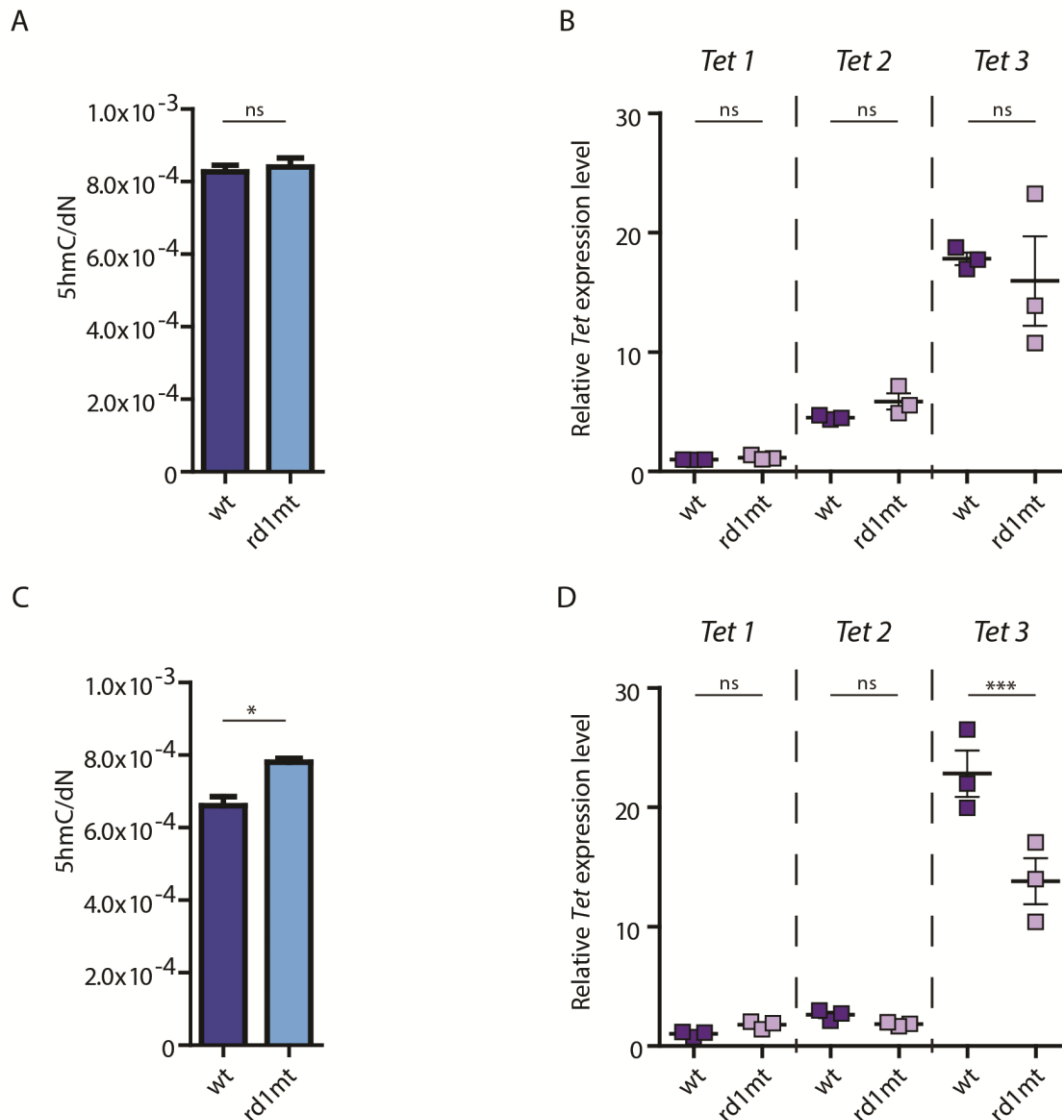 A
5hmC/dN
1.0x10⁻³
8.0x10⁻⁴
6.0x10⁻⁴
4.0x10⁻⁴
2.0x10⁻⁴
0
ns
wt
rd1mt
B
Tet 1
Tet 2
Tet 3
Relative Tet expression level
30
20
10
0
ns
ns
ns
wt
rd1mt
wt
rd1mt
wt
rd1mt
C
5hmC/dN
1.0x10⁻³
8.0x10⁻⁴
6.0x10⁻⁴
4.0x10⁻⁴
2.0x10⁻⁴
0
*
wt
rd1mt
D
Tet 1
Tet 2
Tet 3
Relative Tet expression level
30
20
10
0
ns
ns
***
wt
rd1mt
wt
rd1mt
wt
rd1mt